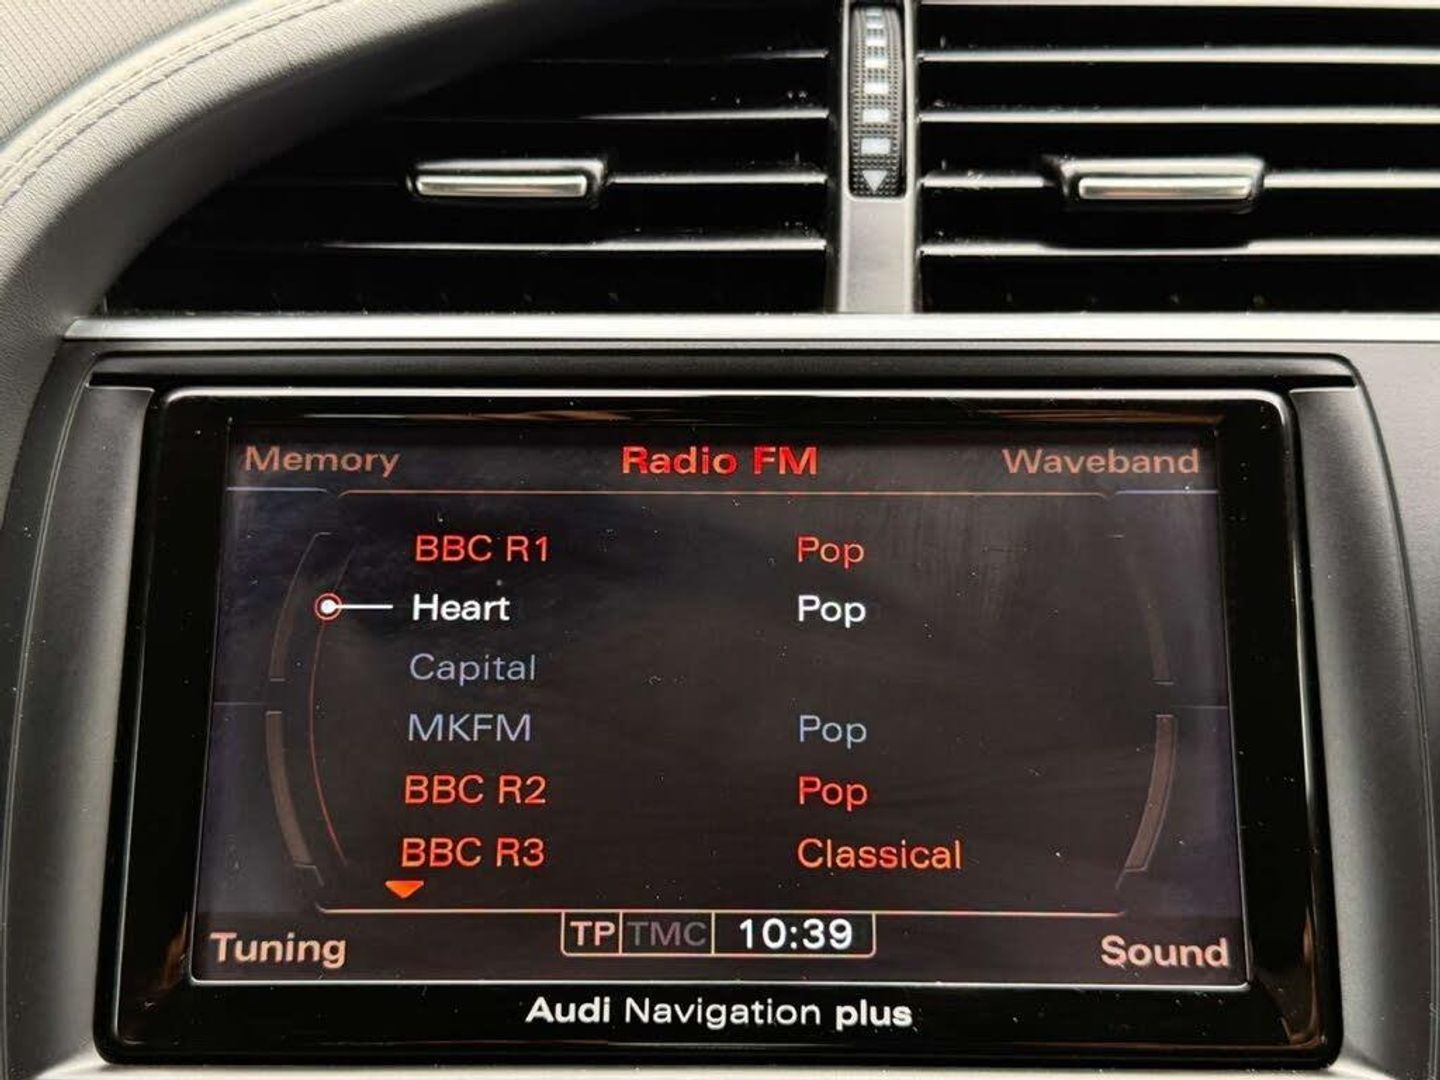 Memory Radio FM Waveband
BBC R1 Pop
Heart Pop
Capital
MKFM Pop
BBC R2 Pop
BBC R3 Classical
Tuning TP TMC 10:39 Sound
Audi Navigation plus